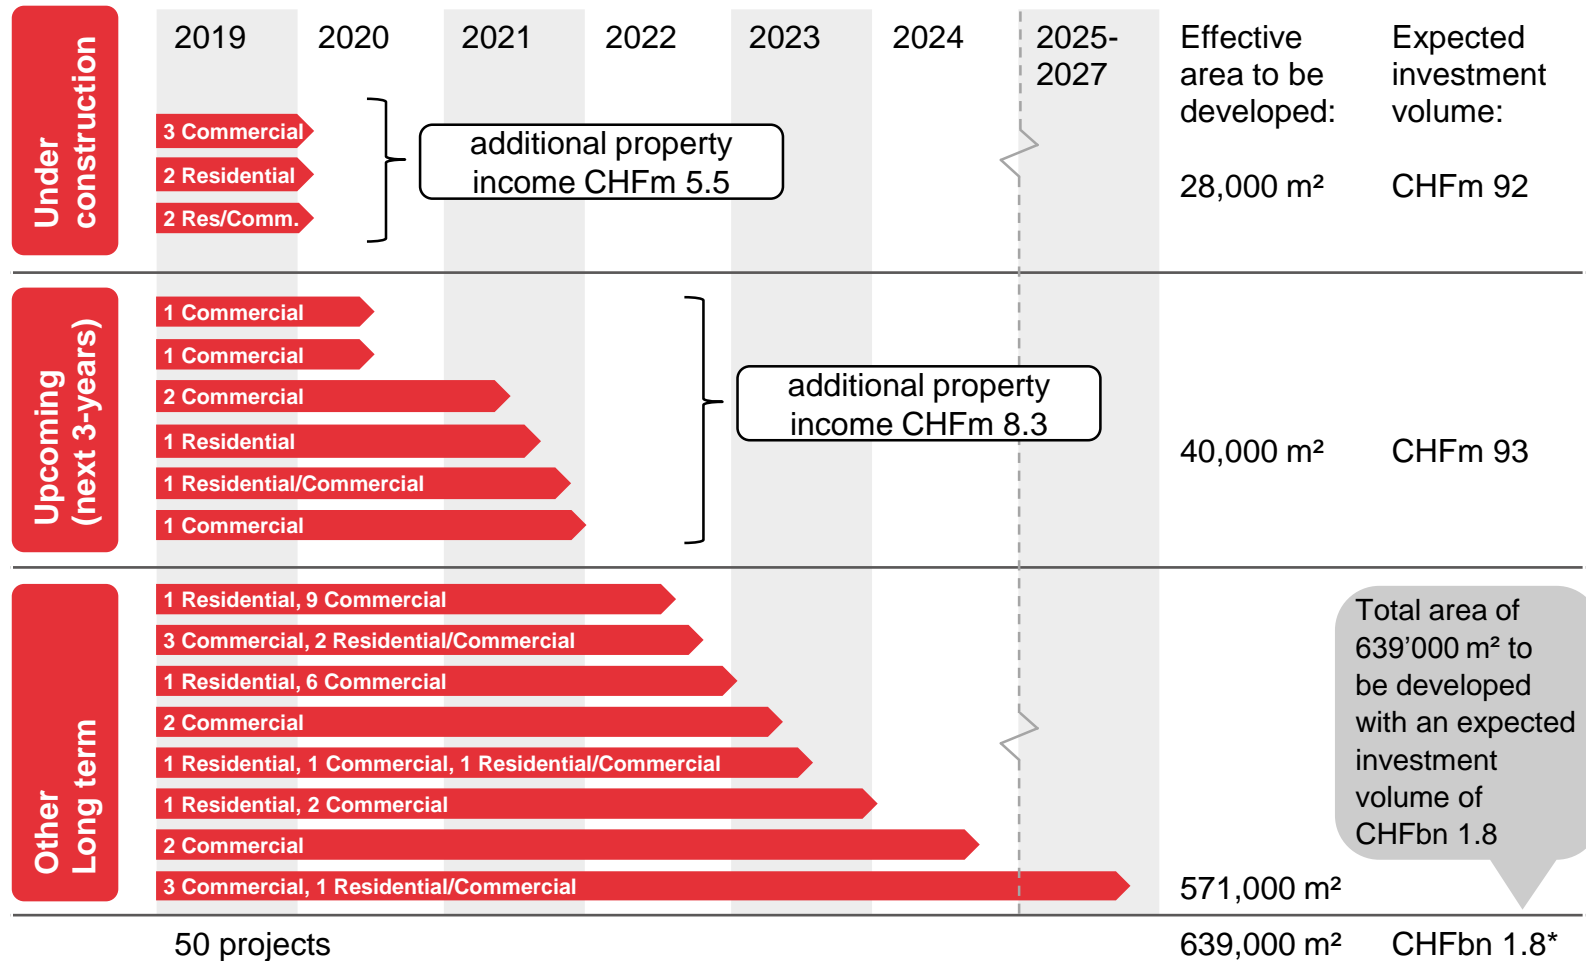 2019
2020
2021
2022
2023
2024
2025-
2027
Effective
area to be
developed:
Expected
investment
volume:
Under
construction
3 Commercial
2 Residential
2 Res/Comm.
additional property
income CHFm 5.5
28,000 m²
CHFm 92
Upcoming
(next 3-years)
1 Commercial
1 Commercial
2 Commercial
1 Residential
1 Residential/Commercial
1 Commercial
additional property
income CHFm 8.3
40,000 m²
CHFm 93
Other
Long term
1 Residential, 9 Commercial
3 Commercial, 2 Residential/Commercial
1 Residential, 6 Commercial
2 Commercial
1 Residential, 1 Commercial, 1 Residential/Commercial
1 Residential, 2 Commercial
2 Commercial
3 Commercial, 1 Residential/Commercial
571,000 m²
Total area of
639’000 m² to
be developed
with an expected
investment
volume of
CHFbn 1.8
50 projects
639,000 m²
CHFbn 1.8*